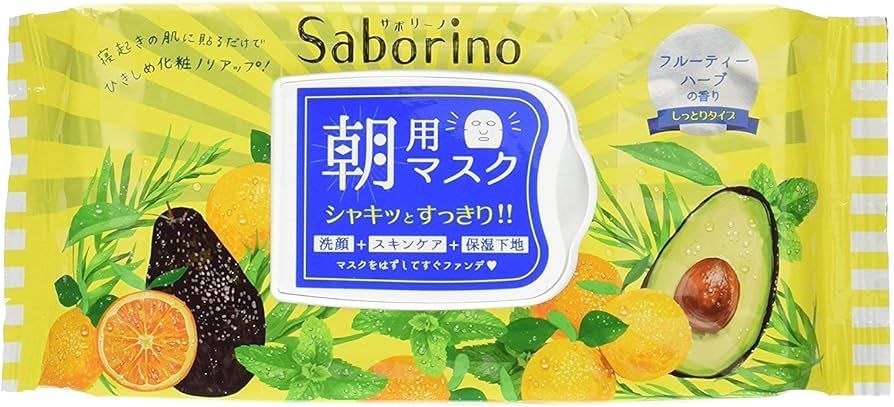 寝起きの肌に貼るだけで
ひきしめ化粧ノリアップ!
サボリーノ
Saborino
朝用マスク
シャキッとすっきり!!
洗顔+スキンケア+保湿下地
マスクをはずしてすぐファンデ♥
フルーティー
ハーブ
の香り
しっとりタイプ